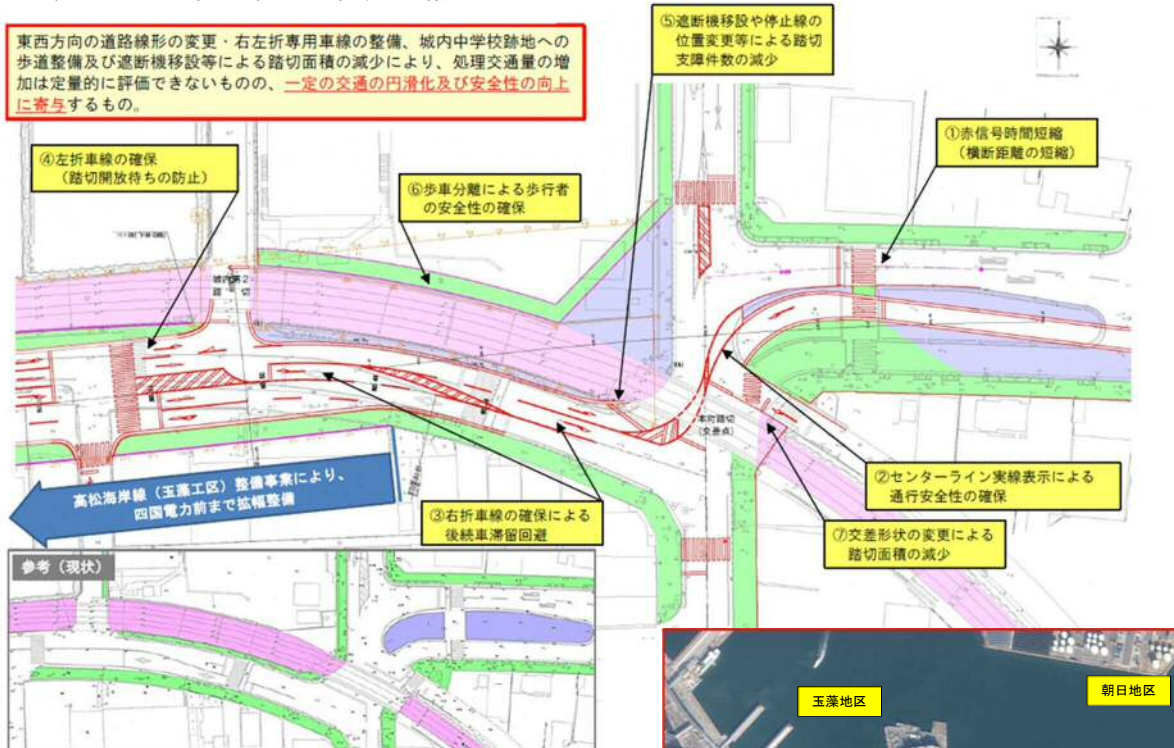 東西方向の道路線形の変更・右左折専用車線の整備、城内中学校跡地への
歩道整備及び遮断機移設等による踏切面積の減少により、処理交通量の増
加は定量的に評価できないものの、一定の交通の円滑化及び安全性の向上
に寄与するもの。
⑤遮断機移設や停止線の
位置変更等による踏切
支障件数の減少
①赤信号時間短縮
(横断距離の短縮)
④左折車線の確保
(踏切開放待ちの防止)
⑥歩車分離による歩行者
の安全性の確保
城内第2
踏 切
本町踏切
(交差点)
②センターライン実線表示による
通行安全性の確保
高松海岸線(玉藻工区)整備事業により、
四国電力前まで拡幅整備
③右折車線の確保による
後続車滞留回避
⑦交差形状の変更による
踏切面積の減少
参考(現状)
玉藻地区
朝日地区